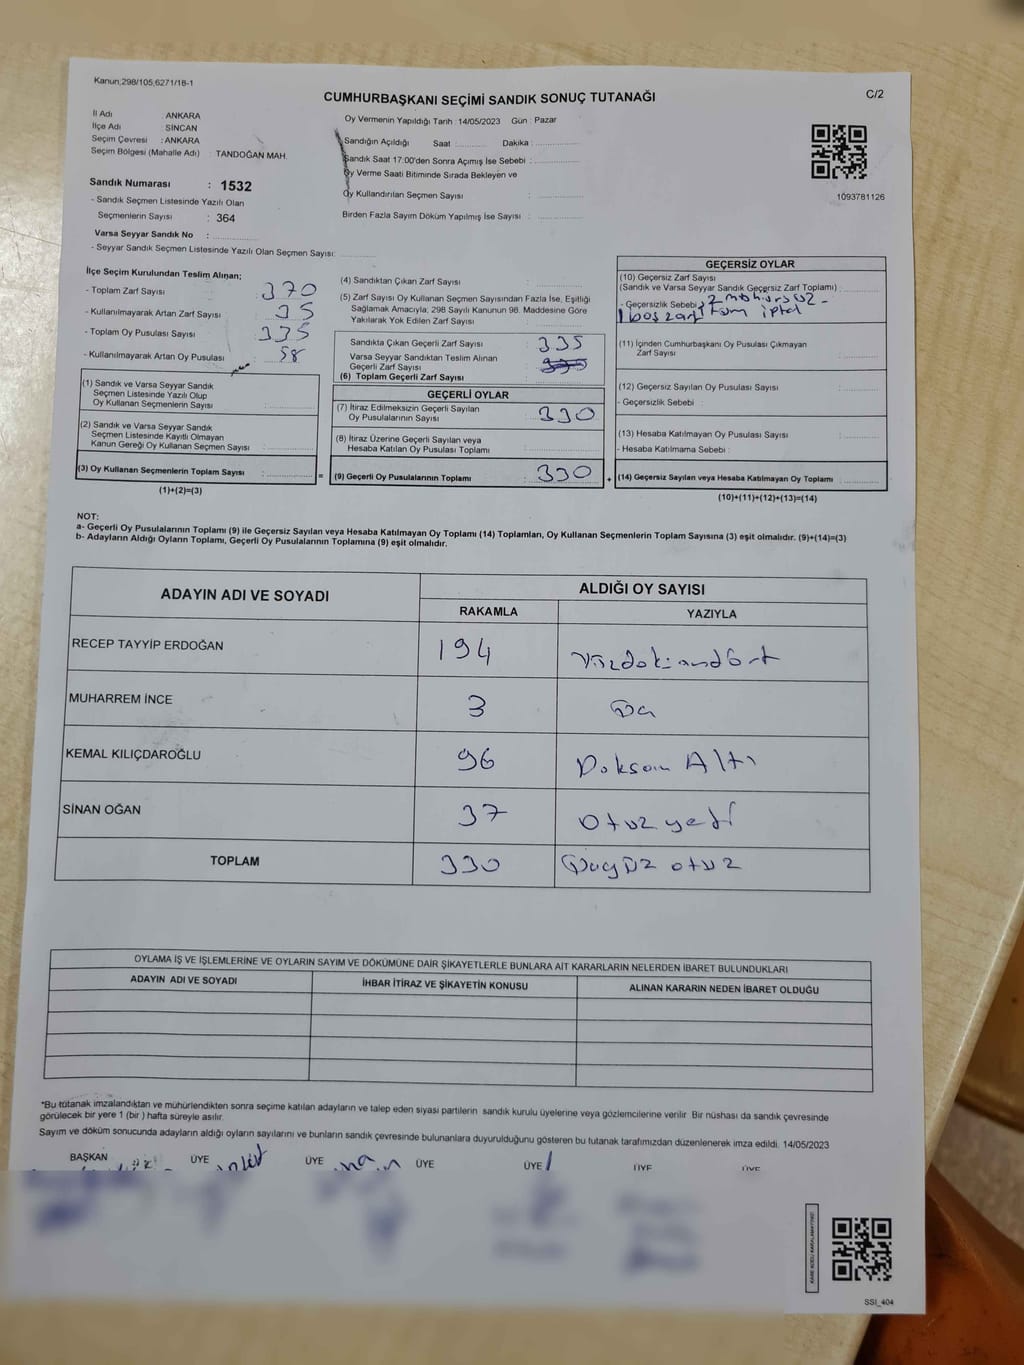 Kanun;298/105,6271/18-1
CUMHURBAŞKANI SEÇİMİ SANDIK SONUÇ TUTANAĞI
C/2
İl Adı : ANKARA
İlçe Adı : SİNCAN
Seçim Çevresi : ANKARA
Seçim Bölgesi (Mahalle Adı) : TANDOĞAN MAH.
Sandık Numarası : 1532
- Sandık Seçmen Listesinde Yazılı Olan
Seçmenlerin Sayısı : 364
Varsa Seyyar Sandık No :
- Seyyar Sandık Seçmen Listesinde Yazılı Olan Seçmen Sayısı:
Oy Vermenin Yapıldığı Tarih : 14/05/2023 Gün : Pazar
Sandığın Açıldığı Saat : Dakika :
Sandık Saat 17:00'den Sonra Açımış İse Sebebi :
Oy Verme Saati Bitiminde Sırada Bekleyen ve
Oy Kullandırılan Seçmen Sayısı :
Birden Fazla Sayım Döküm Yapılmış İse Sayısı :
1093781126
İlçe Seçim Kurulundan Teslim Alınan;
- Toplam Zarf Sayısı : 370
- Kullanılmayarak Artan Zarf Sayısı : 35
- Toplam Oy Pusulası Sayısı : 335
- Kullanılmayarak Artan Oy Pusulası : 58
(1) Sandık ve Varsa Seyyar Sandık
Seçmen Listesinde Yazılı Olup
Oy Kullanan Seçmenlerin Sayısı :
(2) Sandık ve Varsa Seyyar Sandık
Seçmen Listesinde Kayıtlı Olmayan
Kanun Gereği Oy Kullanan Seçmen Sayısı :
(3) Oy Kullanan Seçmenlerin Toplam Sayısı : =
(1)+(2)=(3)
(4) Sandıktan Çıkan Zarf Sayısı :
(5) Zarf Sayısı Oy Kullanan Seçmen Sayısından Fazla İse, Eşitliği
Sağlamak Amacıyla; 298 Sayılı Kanunun 98. Maddesine Göre
Yakılarak Yok Edilen Zarf Sayısı :
Sandıkta Çıkan Geçerli Zarf Sayısı : 335
Varsa Seyyar Sandıktan Teslim Alınan
Geçerli Zarf Sayısı :
(6) Toplam Geçerli Zarf Sayısı :
GEÇERLİ OYLAR
(7) İtiraz Edilmeksizin Geçerli Sayılan
Oy Pusulalarının Sayısı : 330
(8) İtiraz Üzerine Geçerli Sayılan veya
Hesaba Katılan Oy Pusulası Toplamı :
(9) Geçerli Oy Pusulalarının Toplamı : 330 +
GEÇERSİZ OYLAR
(10) Geçersiz Zarf Sayısı
(Sandık ve Varsa Seyyar Sandık Geçersiz Zarf Toplamı) :
- Geçersizlik Sebebi : 2 mühürsüz -
1 boş zarf 1 tüm iptal
(11) İçinden Cumhurbaşkanı Oy Pusulası Çıkmayan
Zarf Sayısı :
(12) Geçersiz Sayılan Oy Pusulası Sayısı :
- Geçersizlik Sebebi :
(13) Hesaba Katılmayan Oy Pusulası Sayısı :
- Hesaba Katılmama Sebebi :
(14) Geçersiz Sayılan veya Hesaba Katılmayan Oy Toplamı :
(10)+(11)+(12)+(13)=(14)
NOT:
a- Geçerli Oy Pusulalarının Toplamı (9) ile Geçersiz Sayılan veya Hesaba Katılmayan Oy Toplamı (14) Toplamları, Oy Kullanan Seçmenlerin Toplam Sayısına (3) eşit olmalıdır. (9)+(14)=(3)
b- Adayların Aldığı Oyların Toplamı, Geçerli Oy Pusulalarının Toplamına (9) eşit olmalıdır.
ADAYIN ADI VE SOYADI ALDIĞI OY SAYISI
RAKAMLA YAZIYLA
RECEP TAYYİP ERDOĞAN 194 Yüzdoksandört
MUHARREM İNCE 3 Üç
KEMAL KILIÇDAROĞLU 96 Doksan Altı
SİNAN OĞAN 37 Otuz yedi
TOPLAM 330 Üçyüz otuz
OYLAMA İŞ VE İŞLEMLERİNE VE OYLARIN SAYIM VE DÖKÜMÜNE DAİR ŞİKAYETLERLE BUNLARA AİT KARARLARIN NELERDEN İBARET BULUNDUKLARI
ADAYIN ADI VE SOYADI İHBAR İTİRAZ VE ŞİKAYETİN KONUSU ALINAN KARARIN NEDEN İBARET OLDUĞU
*Bu tutanak imzalandıktan ve mühürlendikten sonra seçime katılan adayların ve talep eden siyasi partilerin sandık kurulu üyelerine veya gözlemcilerine verilir. Bir nüshası da sandık çevresinde
görülecek bir yere 1 (bir) hafta süreyle asılır.
Sayım ve döküm sonucunda adayların aldığı oyların sayılarını ve bunların sandık çevresinde bulunanlara duyurulduğunu gösteren bu tutanak tarafımızdan düzenlenerek imza edildi. 14/05/2023
BAŞKAN ÜYE ÜYE ÜYE ÜYE ÜYE ÜYE
SSİ_404